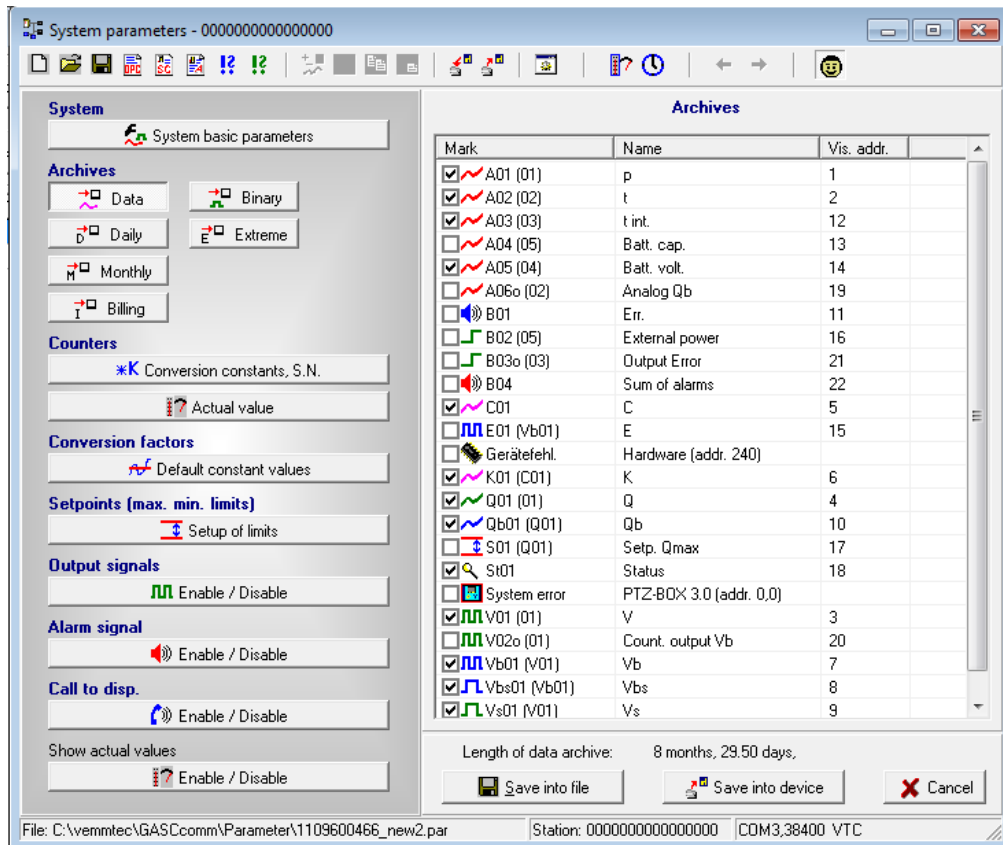 System parameters - 0000000000000000
System
System basic parameters
Archives
Data
Binary
Daily
Extreme
Monthly
Billing
Counters
Conversion constants, S.N.
Actual value
Conversion factors
Default constant values
Setpoints (max. min. limits)
Setup of limits
Output signals
Enable / Disable
Alarm signal
Enable / Disable
Call to disp.
Enable / Disable
Show actual values
Enable / Disable
Archives
Mark Name Vis. addr.
A01 (01) p 1
A02 (02) t 2
A03 (03) t int. 12
A04 (05) Batt. cap. 13
A05 (04) Batt. volt. 14
A06o (02) Analog Qb 19
B01 Err. 11
B02 (05) External power 16
B03o (03) Output Error 21
B04 Sum of alarms 22
C01 C 5
E01 (Vb01) E 15
Gerätefehl. Hardware (addr. 240)
K01 (C01) K 6
Q01 (01) Q 4
Qb01 (Q01) Qb 10
S01 (Q01) Setp. Qmax 17
St01 Status 18
System error PTZ-BOX 3.0 (addr. 0,0)
V01 (01) V 3
V02o (01) Count. output Vb 20
Vb01 (V01) Vb 7
Vbs01 (Vb01) Vbs 8
Vs01 (V01) Vs 9
Length of data archive: 8 months, 29.50 days,
Save into file Save into device Cancel
File: C:\vemmtec\GASCcomm\Parameter\1109600466_new2.par Station: 0000000000000000 COM3,38400 VTC